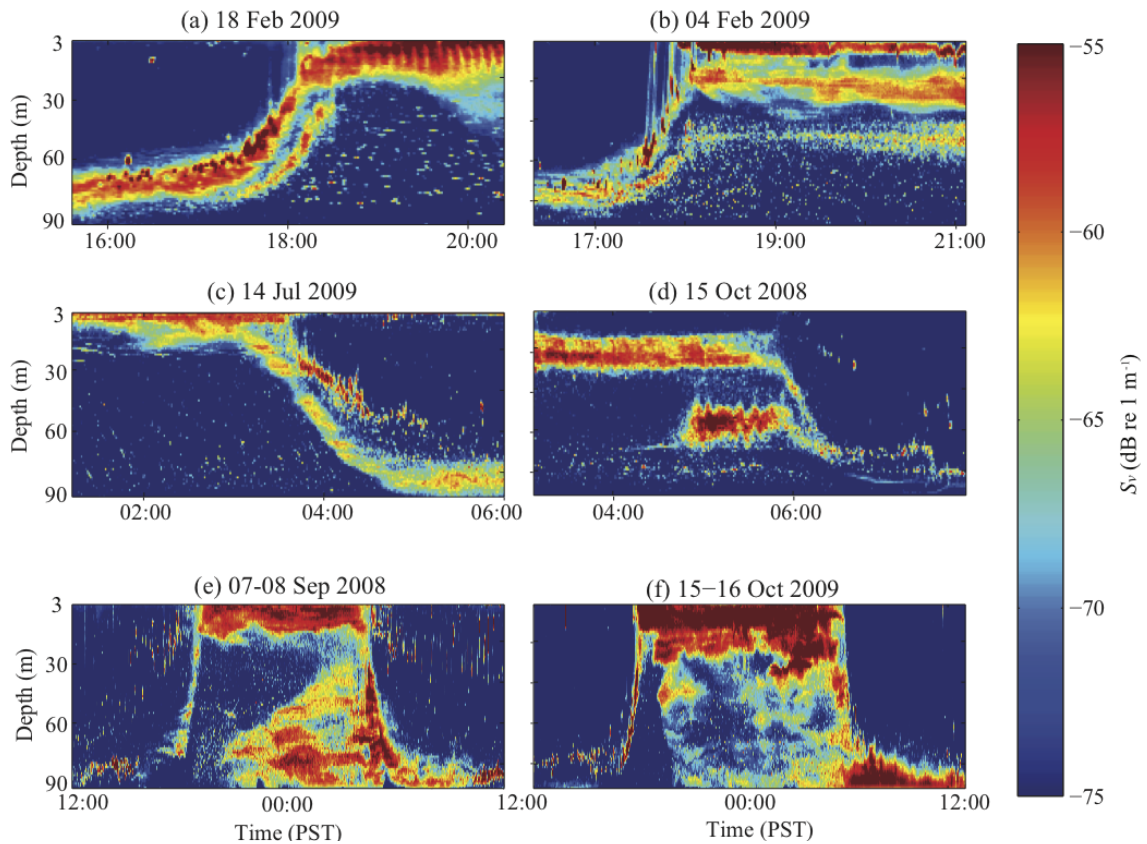 (a) 18 Feb 2009
(b) 04 Feb 2009
3
30
60
90
Depth (m)
16:00
18:00
20:00
17:00
19:00
21:00
(c) 14 Jul 2009
(d) 15 Oct 2008
3
30
60
90
Depth (m)
02:00
04:00
06:00
04:00
06:00
(e) 07-08 Sep 2008
(f) 15−16 Oct 2009
3
30
60
90
Depth (m)
12:00
00:00
12:00
00:00
12:00
Time (PST)
Time (PST)
−55
−60
−65
−70
−75
Sv (dB re 1 m-1)